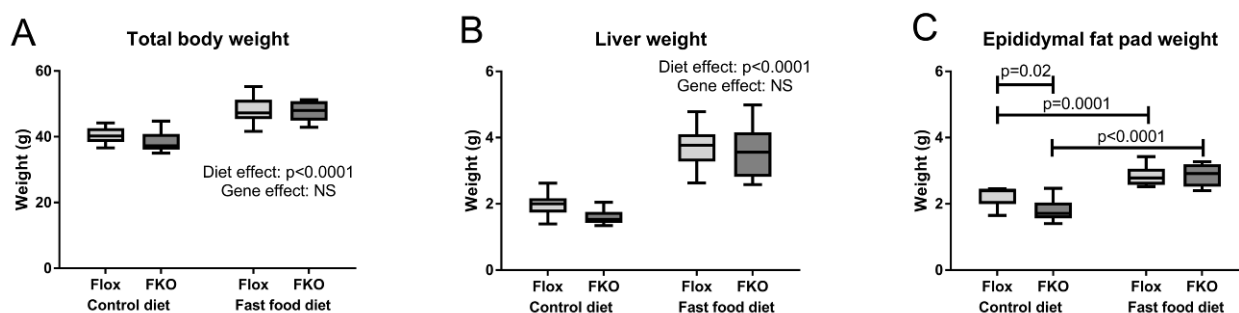 A
Total body weight
Weight (g)
60
40
20
0
Diet effect: p<0.0001
Gene effect: NS
Flox FKO Flox FKO
Control diet Fast food diet
B
Liver weight
Weight (g)
6
4
2
0
Diet effect: p<0.0001
Gene effect: NS
Flox FKO Flox FKO
Control diet Fast food diet
C
Epididymal fat pad weight
Weight (g)
6
4
2
0
p=0.02
p=0.0001
p<0.0001
Flox FKO Flox FKO
Control diet Fast food diet